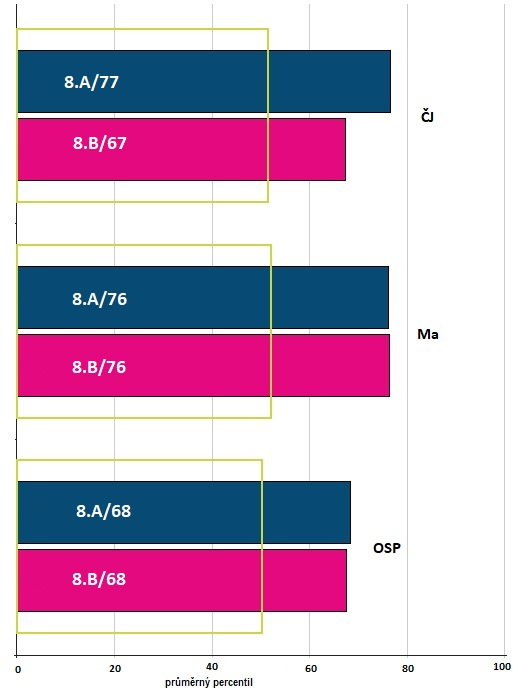 8.A/77
8.B/67
ČJ
8.A/76
8.B/76
Ma
8.A/68
8.B/68
OSP
0 20 40 60 80 100
průměrný percentil